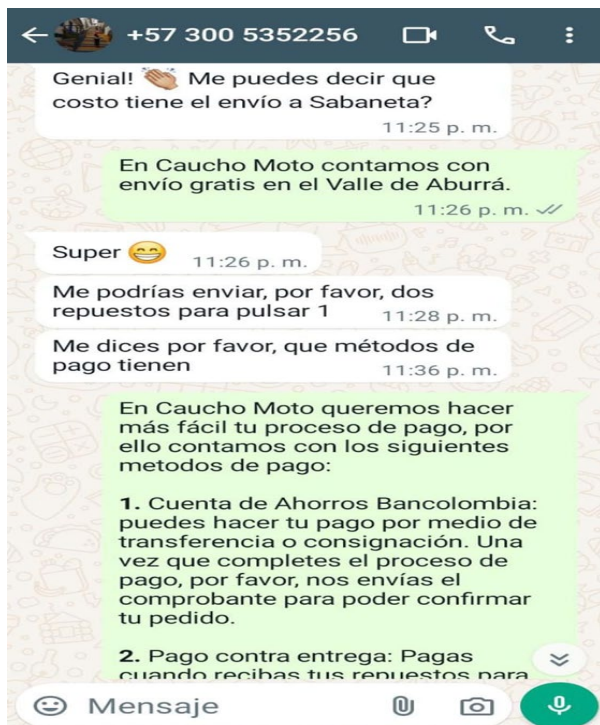 +57 300 5352256
Genial! 👏🏼 Me puedes decir que
costo tiene el envío a Sabaneta?
11:25 p. m.
En Caucho Moto contamos con
envío gratis en el Valle de Aburrá.
11:26 p. m.
Super 😁 11:26 p. m.
Me podrías enviar, por favor, dos
repuestos para pulsar 1 11:28 p. m.
Me dices por favor, que métodos de
pago tienen 11:36 p. m.
En Caucho Moto queremos hacer
más fácil tu proceso de pago, por
ello contamos con los siguientes
metodos de pago:
1. Cuenta de Ahorros Bancolombia:
puedes hacer tu pago por medio de
transferencia o consignación. Una
vez que completes el proceso de
pago, por favor, nos envías el
comprobante para poder confirmar
tu pedido.
2. Pago contra entrega: Pagas
cuando recibas tus repuestos para
Mensaje